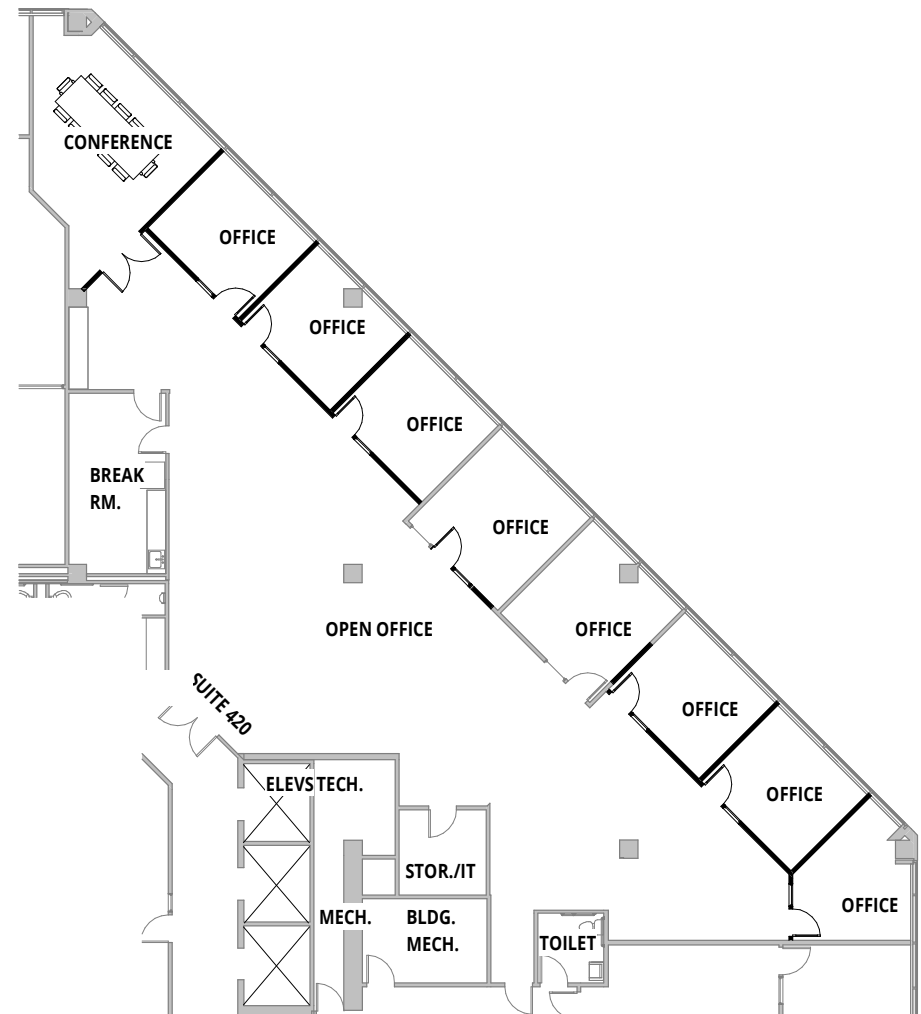 CONFERENCE
OFFICE
OFFICE
OFFICE
BREAK
RM.
OFFICE
OPEN OFFICE
OFFICE
SUITE 420
OFFICE
ELEVS
TECH.
OFFICE
STOR./IT
OFFICE
MECH.
BLDG.
MECH.
TOILET